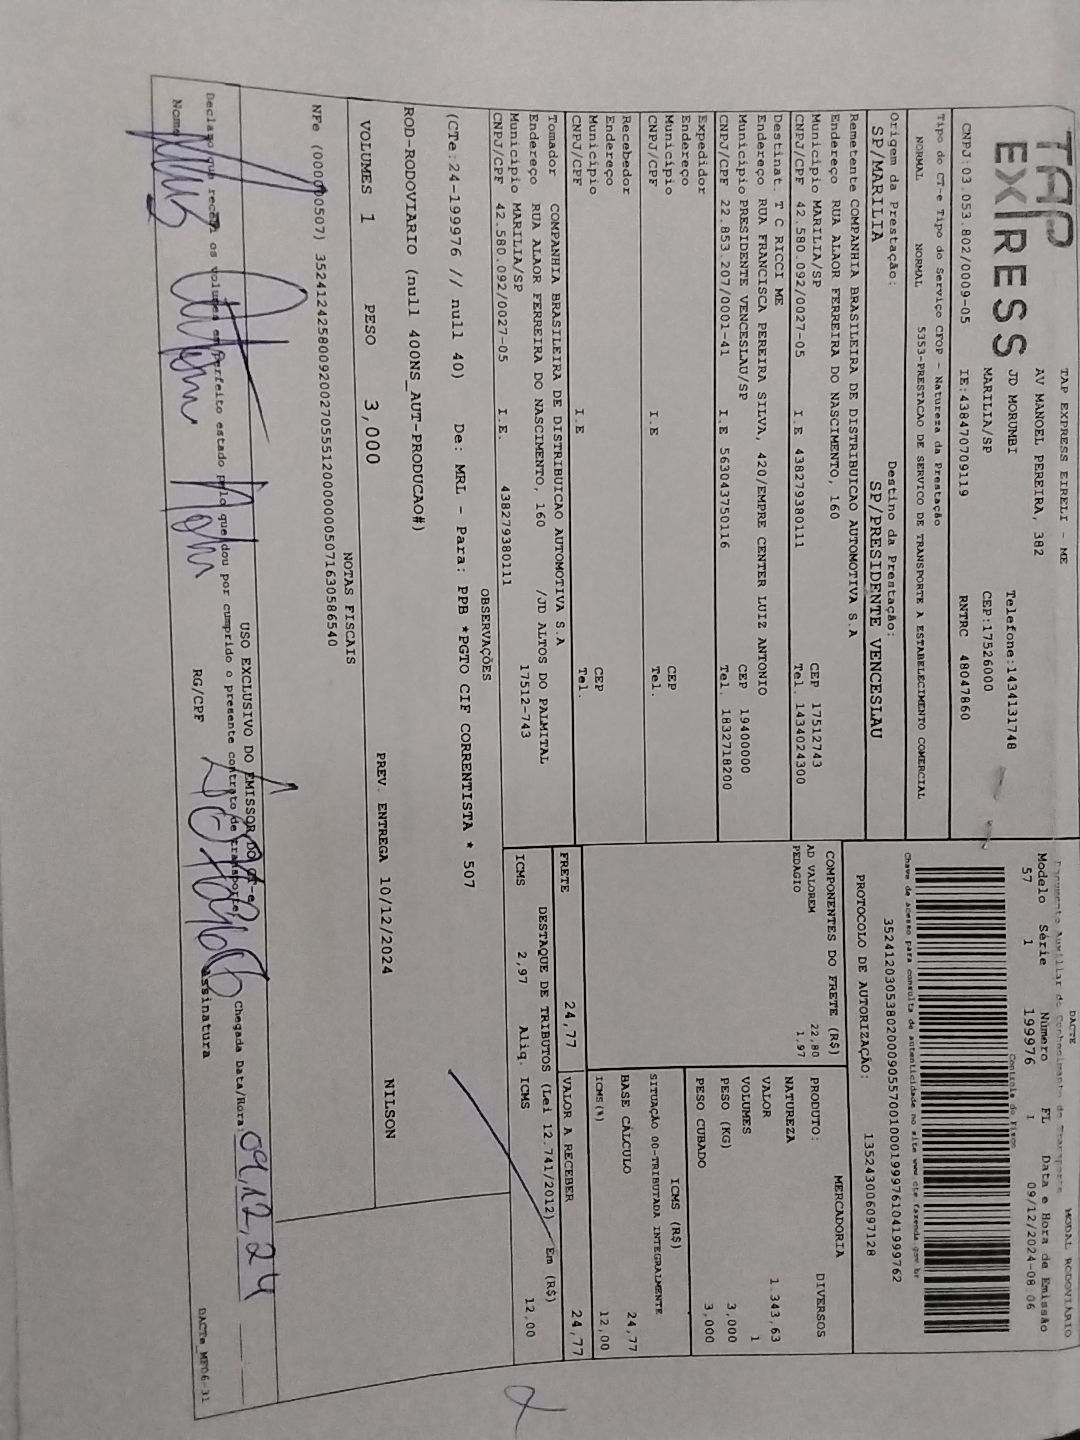 TAP
EXPRESS
TAP EXPRESS EIRELI - ME
AV MANOEL PEREIRA, 382
JD MORUMBI
MARILIA/SP
Telefone:1434131748
CEP:17526000
CNPJ:03.053.802/0009-05 IE:438470709119 RNTRC 48047860
DACTE
MODAL RODOVIÁRIO
Documento Auxiliar de Conhecimento de Transporte
Modelo Série Número FL Data e Hora de Emissão
57 1 199976 1 09/12/2024-08:06
Controle do Fisco
Chave de acesso para consulta de autenticidade no site www.cte.fazenda.gov.br
35241203053802000905570010001999761041999762
PROTOCOLO DE AUTORIZAÇÃO: 135243006097128
Tipo do CT-e Tipo do Serviço CFOP - Natureza da Prestação
NORMAL NORMAL 5353-PRESTACAO DE SERVICO DE TRANSPORTE A ESTABELECIMENTO COMERCIAL
Origem da Prestação: Destino da Prestação:
SP/MARILIA SP/PRESIDENTE VENCESLAU
Remetente COMPANHIA BRASILEIRA DE DISTRIBUICAO AUTOMOTIVA S.A
Endereço RUA ALAOR FERREIRA DO NASCIMENTO, 160
Município MARILIA/SP CEP 17512743
CNPJ/CPF 42.580.092/0027-05 I.E 438279380111 Tel. 1434024300
Destinat. T C RICCI ME
Endereço RUA FRANCISCA PEREIRA SILVA, 420/EMPRE CENTER LUIZ ANTONIO
Município PRESIDENTE VENCESLAU/SP CEP 19400000
CNPJ/CPF 22.853.207/0001-41 I.E 563043750116 Tel. 1832718200
Expedidor
Endereço
Município CEP
CNPJ/CPF I.E Tel.
Recebedor
Endereço
Município CEP
CNPJ/CPF I.E Tel.
Tomador COMPANHIA BRASILEIRA DE DISTRIBUICAO AUTOMOTIVA S.A
Endereço RUA ALAOR FERREIRA DO NASCIMENTO, 160 /JD ALTOS DO PALMITAL
Município MARILIA/SP 17512-743
CNPJ/CPF 42.580.092/0027-05 I.E. 438279380111
COMPONENTES DO FRETE (R$)
AD VALOREM 22,80
PEDAGIO 1,97
MERCADORIA
PRODUTO: DIVERSOS
NATUREZA
VALOR 1.343,63
VOLUMES 1
PESO (KG) 3,000
PESO CUBADO 3,000
ICMS (R$)
SITUAÇÃO 00-TRIBUTADA INTEGRALMENTE
BASE CÁLCULO 24,77
ICMS(%) 12,00
FRETE 24,77 VALOR A RECEBER 24,77
DESTAQUE DE TRIBUTOS (Lei 12.741/2012) Em (R$)
ICMS 2,97 Aliq. ICMS 12,00
OBSERVAÇÕES
(CTe:24-199976 // null 40) De: MRL - Para: PPB *PGTO CIF CORRENTISTA * 507
ROD-RODOVIARIO (null 400NS_AUT-PRODUCAO#)
VOLUMES 1 PESO 3,000 PREV. ENTREGA 10/12/2024 NILSON
NOTAS FISCAIS
NFe (000000507) 35241242580092002705551200000005071630586540
USO EXCLUSIVO DO EMISSOR DO CT-e
Declaro que recebi os volumes em perfeito estado pelo que dou por cumprido o presente contrato de transporte.
Chegada Data/Hora: 09,12,24
Nome RG/CPF Assinatura
DACTe_MF06-31